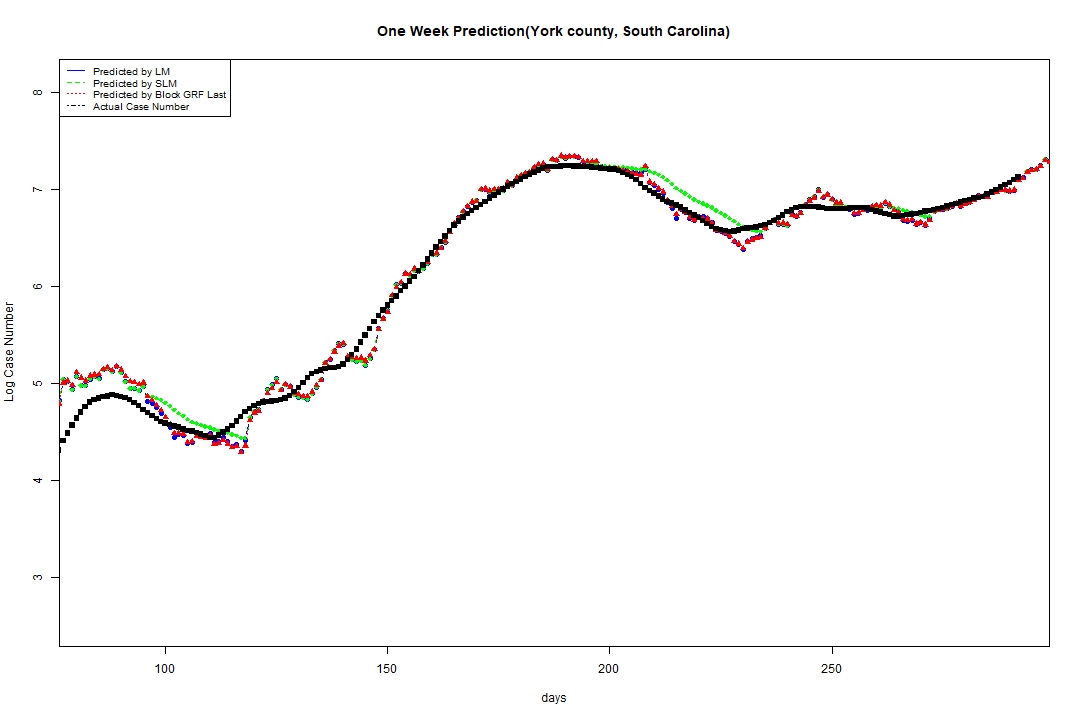 One Week Prediction(York county, South Carolina)
Predicted by LM
Predicted by SLM
Predicted by Block GRF Last
Actual Case Number
8
7
6
5
4
3
Log Case Number
100 150 200 250
days